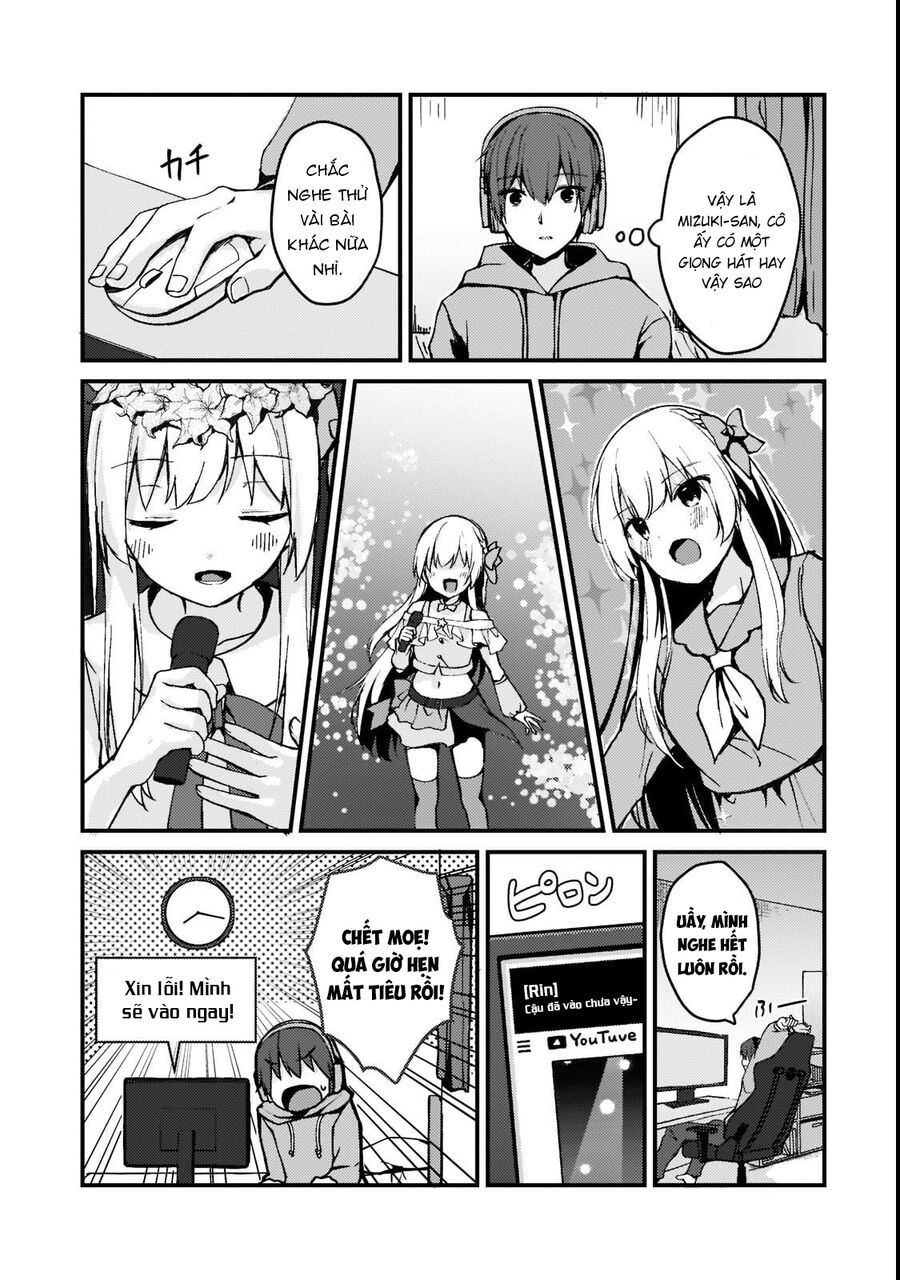 VẬY LÀ
MIZUKI-SAN, CÔ
ẤY CÓ MỘT
GIỌNG HÁT HAY
VẬY SAO
CHẮC
NGHE THỬ
VÀI BÀI
KHÁC NỮA
NHỈ.
カチ
UẦY, MÌNH
NGHE HẾT
LUÔN RỒI.
ふー
ピロン
[Rin]
Cậu đã vào chưa vậy~
YouTuve
CHẾT MOẸ!
QUÁ GIỜ HẸN
MẤT TIÊU RỒI!
Xin lỗi! Mình
sẽ vào ngay!